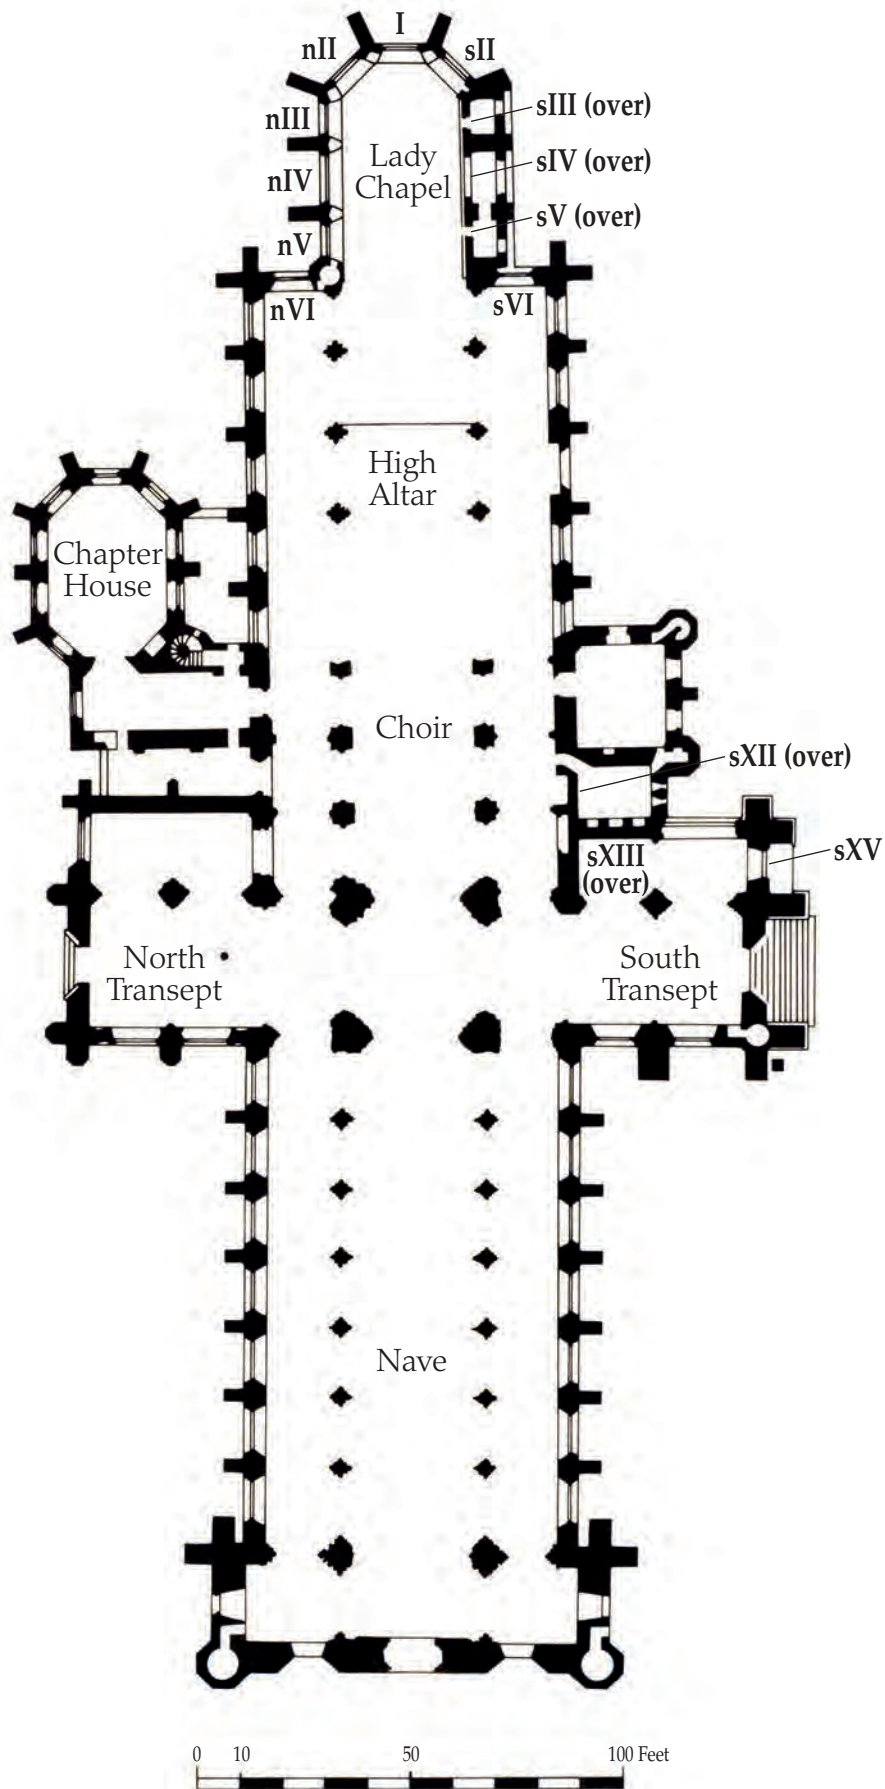 I
nII
sII
sIII (over)
nIII
Lady
Chapel
sIV (over)
nIV
sV (over)
nV
nVI
sVI
High
Altar
Chapter
House
Choir
sXII (over)
sXIII
(over)
sXV
North
Transept
South
Transept
Nave
0 10 50 100 Feet